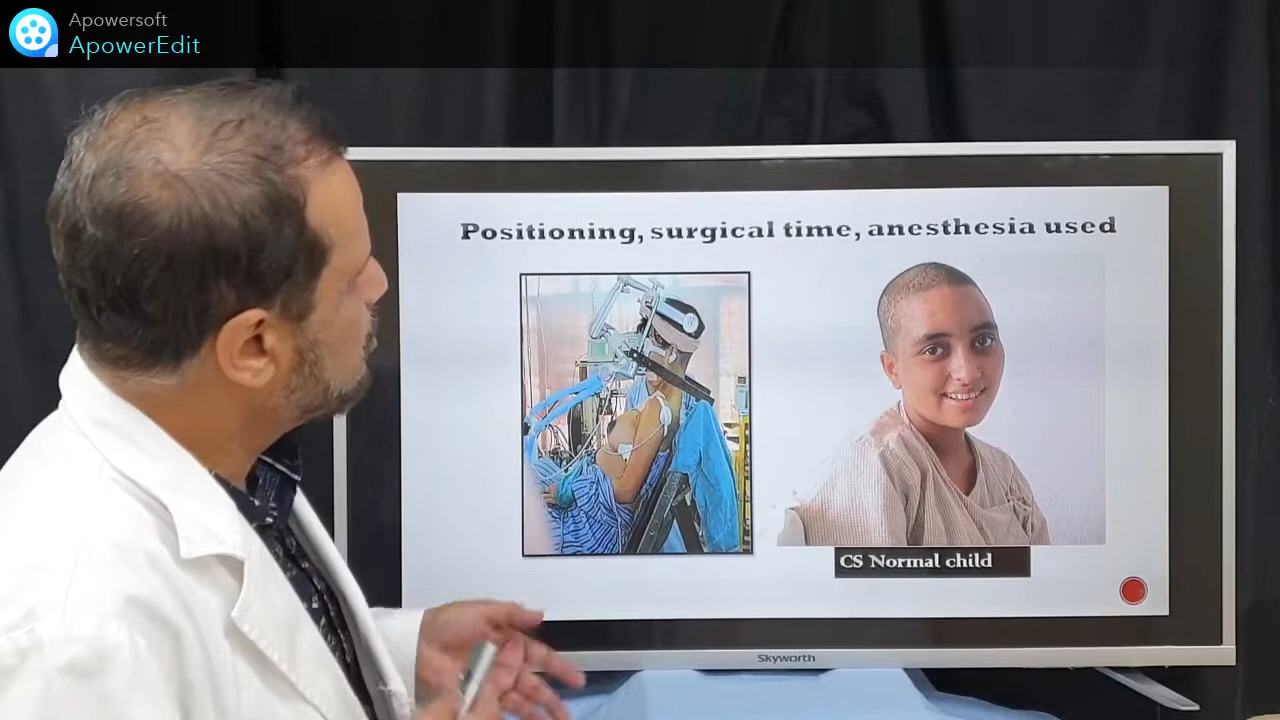 Apowersoft
ApowerEdit
Positioning, surgical time, anesthesia used
CS Normal child
Skyworth